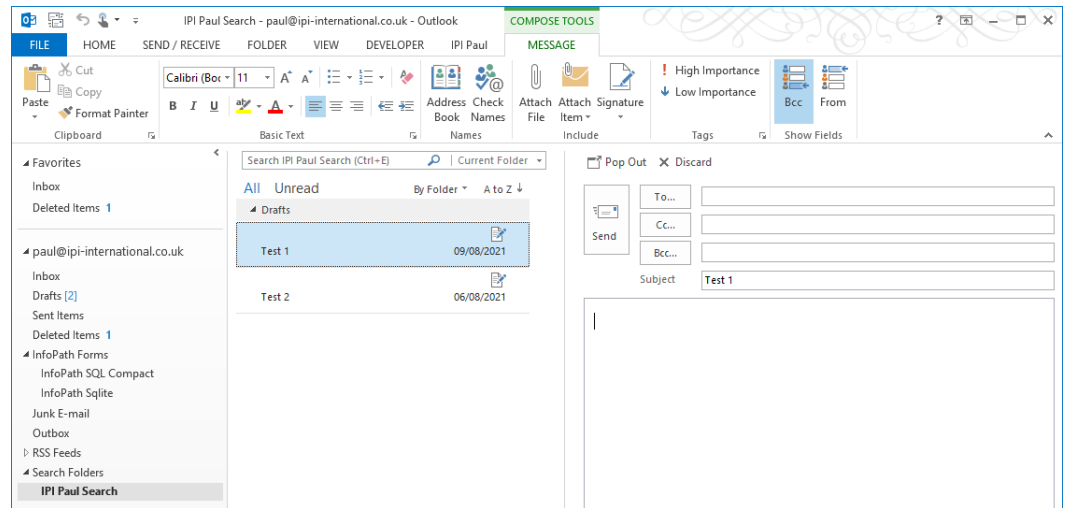 IPI Paul Search - paul@ipi-international.co.uk - Outlook
COMPOSE TOOLS
?
FILE HOME SEND / RECEIVE FOLDER VIEW DEVELOPER IPI Paul MESSAGE
Paste
Cut
Copy
Format Painter
Clipboard
Calibri (Boc 11 A A
B I U aby A
Basic Text
Address Book
Check Names
Names
Attach File
Attach Item
Signature
Include
! High Importance
Low Importance
Tags
Bcc
From
Show Fields
Favorites
Inbox
Deleted Items 1
paul@ipi-international.co.uk
Inbox
Drafts [2]
Sent Items
Deleted Items 1
InfoPath Forms
InfoPath SQL Compact
InfoPath Sqlite
Junk E-mail
Outbox
RSS Feeds
Search Folders
IPI Paul Search
Search IPI Paul Search (Ctrl+E) Current Folder
All Unread By Folder A to Z
Drafts
Test 1 09/08/2021
Test 2 06/08/2021
Pop Out Discard
Send
To...
Cc...
Bcc...
Subject Test 1